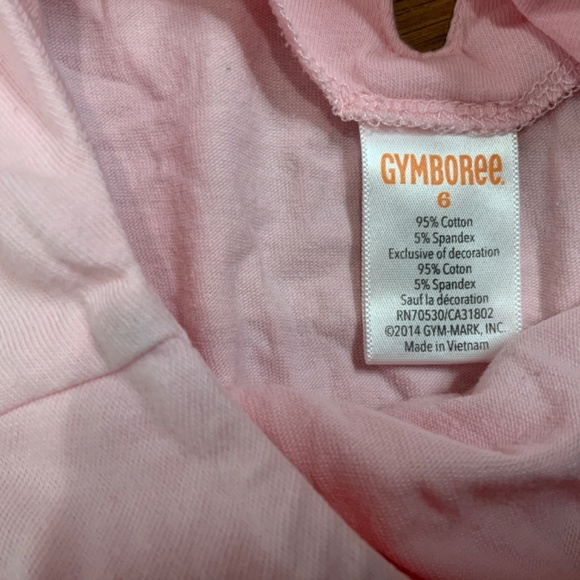 GYMBOREE
6
95% Cotton
5% Spandex
Exclusive of decoration
95% Coton
5% Spandex
Sauf la décoration
RN70530/CA31802
©2014 GYM-MARK, INC.
Made in Vietnam